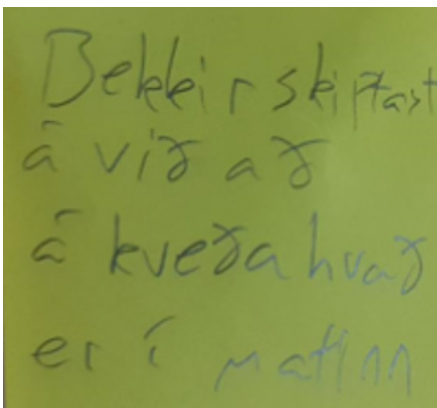 Bekkir skiptast
á við að
ákveða hvað
er í matinn